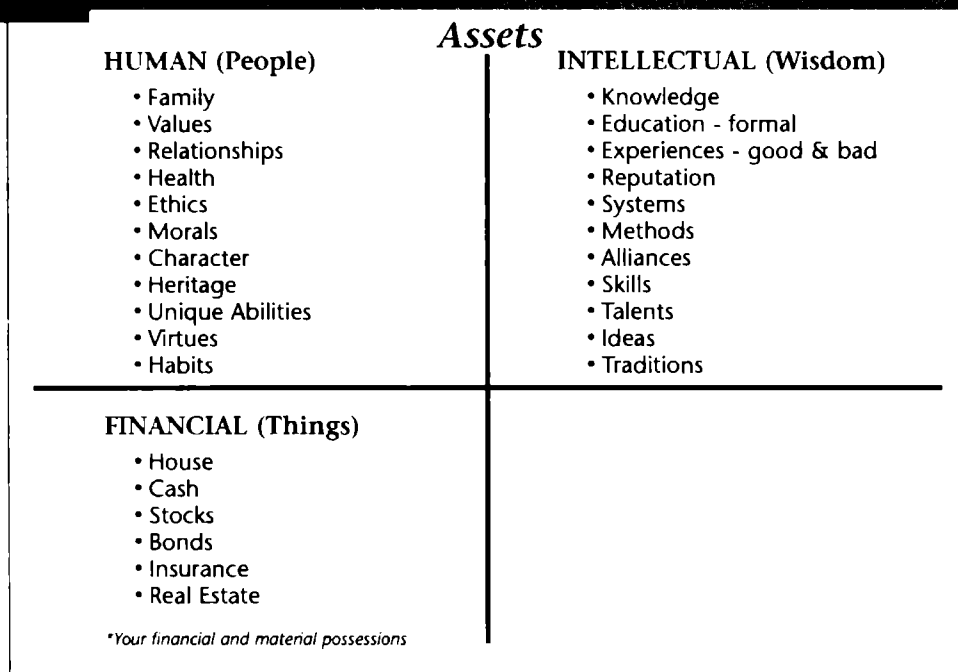 Assets
HUMAN (People)
• Family
• Values
• Relationships
• Health
• Ethics
• Morals
• Character
• Heritage
• Unique Abilities
• Virtues
• Habits
INTELLECTUAL (Wisdom)
• Knowledge
• Education - formal
• Experiences - good & bad
• Reputation
• Systems
• Methods
• Alliances
• Skills
• Talents
• Ideas
• Traditions
FINANCIAL (Things)
• House
• Cash
• Stocks
• Bonds
• Insurance
• Real Estate
*Your financial and material possessions